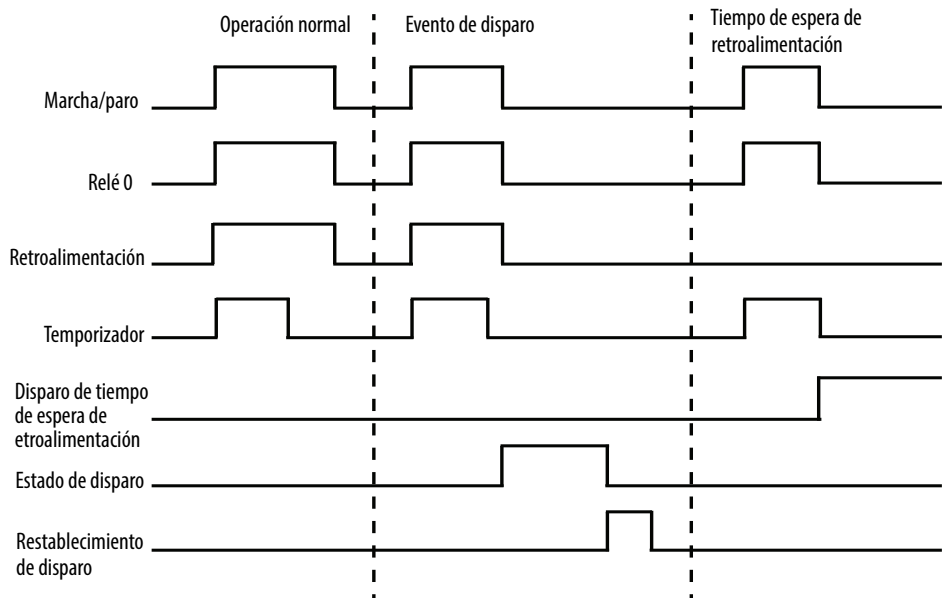 Operación normal
Evento de disparo
Tiempo de espera de
retroalimentación
Marcha/paro
Relé 0
Retroalimentación
Temporizador
Disparo de tiempo
de espera de
etroalimentación
Estado de disparo
Restablecimiento
de disparo